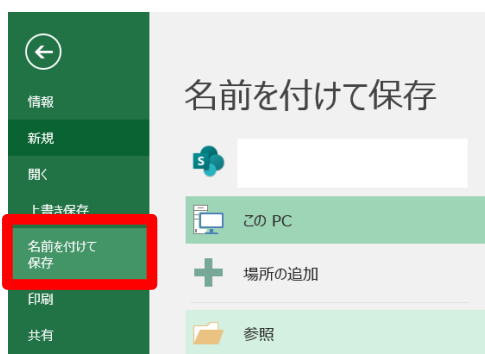 情報
新規
開く
上書き保存
名前を付けて
保存
印刷
共有
名前を付けて保存
S
この PC
場所の追加
参照